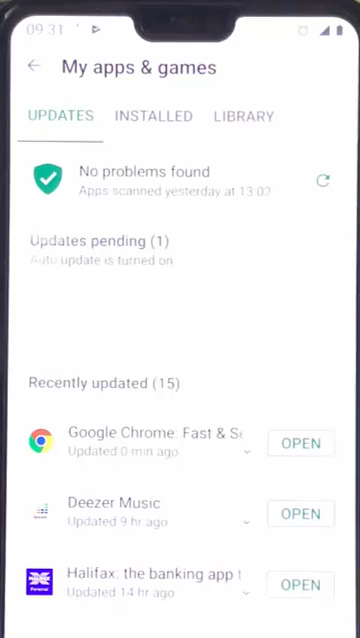 09:31
My apps & games
UPDATES INSTALLED LIBRARY
No problems found
Apps scanned yesterday at 13:02
Updates pending (1)
Auto update is turned on
Recently updated (15)
Google Chrome: Fast & Se
Updated 0 min ago
OPEN
Deezer Music
Updated 9 hr ago
OPEN
Halifax: the banking app t
Updated 14 hr ago
OPEN
Personal